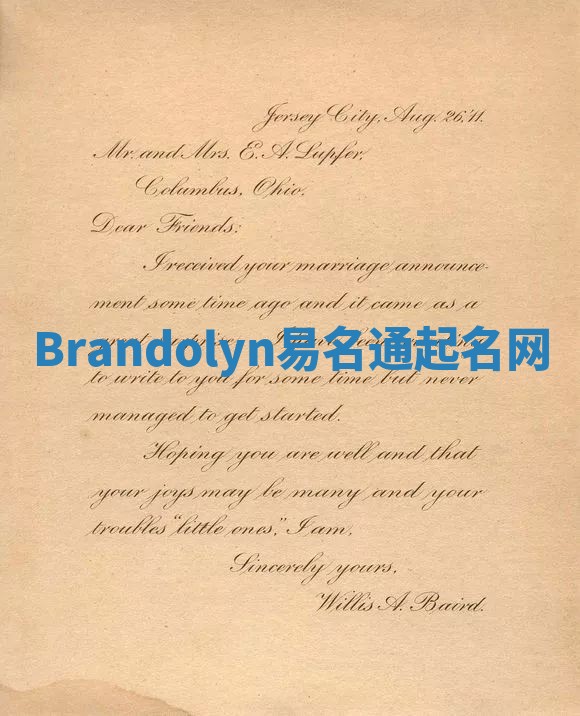 Jersey City, Aug. 26,'11.
Mr. and Mrs. E. A. Lupfer,
Columbus, Ohio.
Dear Friends:
I received your marriage announce-
ment some time ago and it came as a
Brandolyn易名通起名网
to write to you for some time but never
managed to get started.
Hoping you are well and that
your joys may be many and your
troubles "little ones," I am,
Sincerely yours,
Willis A. Baird.